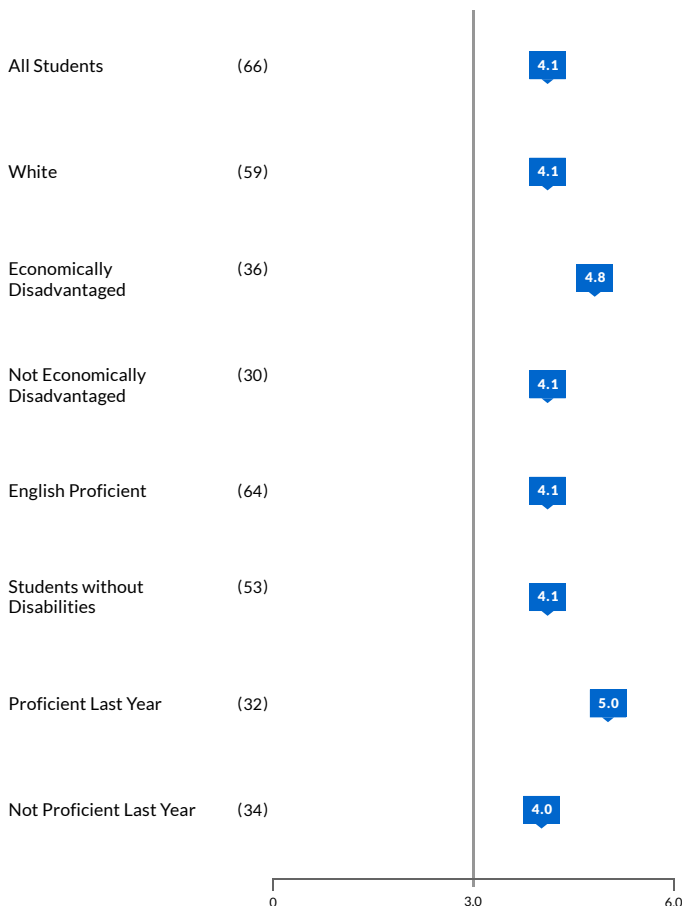 All Students (66) 4.1
White (59) 4.1
Economically (36)
Disadvantaged 4.8
Not Economically (30)
Disadvantaged 4.1
English Proficient (64) 4.1
Students without (53)
Disabilities 4.1
Proficient Last Year (32) 5.0
Not Proficient Last Year (34) 4.0
0 3.0 6.0